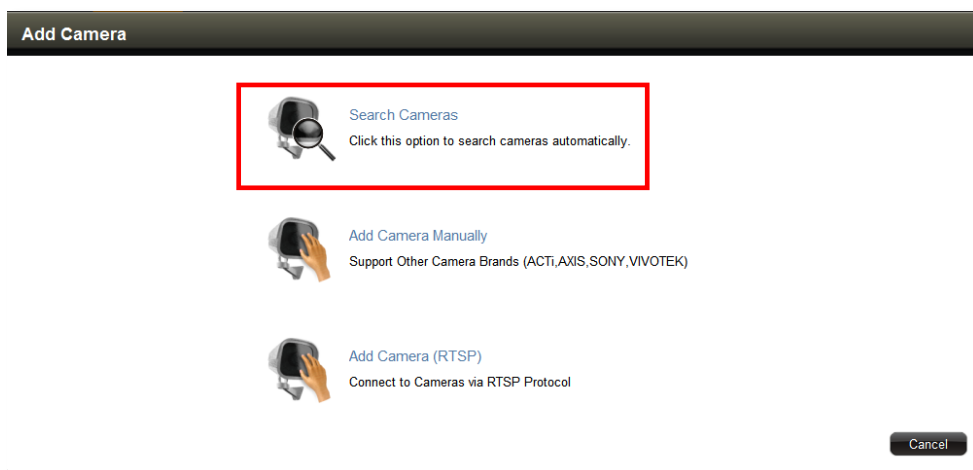 Add Camera
Search Cameras
Click this option to search cameras automatically.
Add Camera Manually
Support Other Camera Brands (ACTi,AXIS,SONY,VIVOTEK)
Add Camera (RTSP)
Connect to Cameras via RTSP Protocol
Cancel